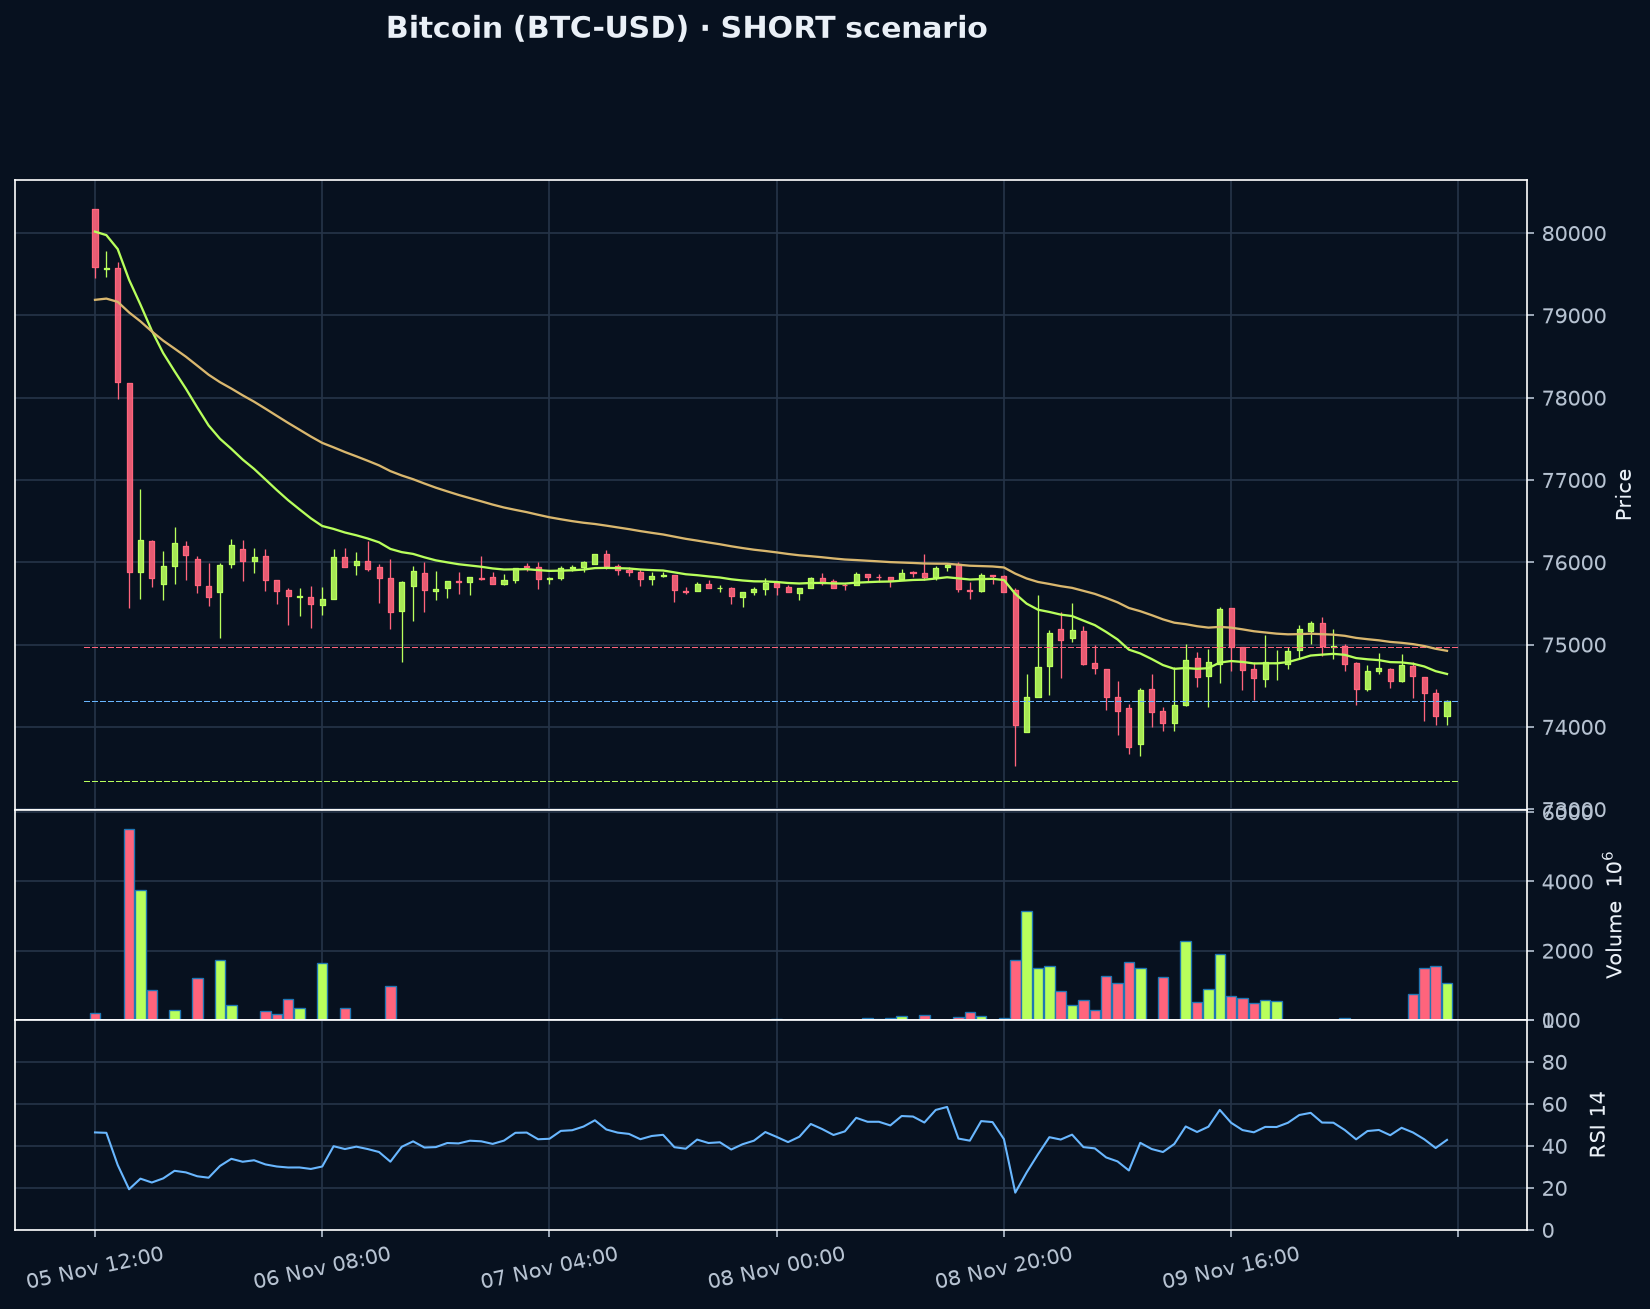 Bitcoin (BTC-USD) · SHORT scenario
80000
79000
78000
77000
76000
75000
74000
73000
Price
6000
4000
2000
0
Volume 10⁶
100
80
60
40
20
0
RSI 14
05 Nov 12:00
06 Nov 08:00
07 Nov 04:00
08 Nov 00:00
08 Nov 20:00
09 Nov 16:00